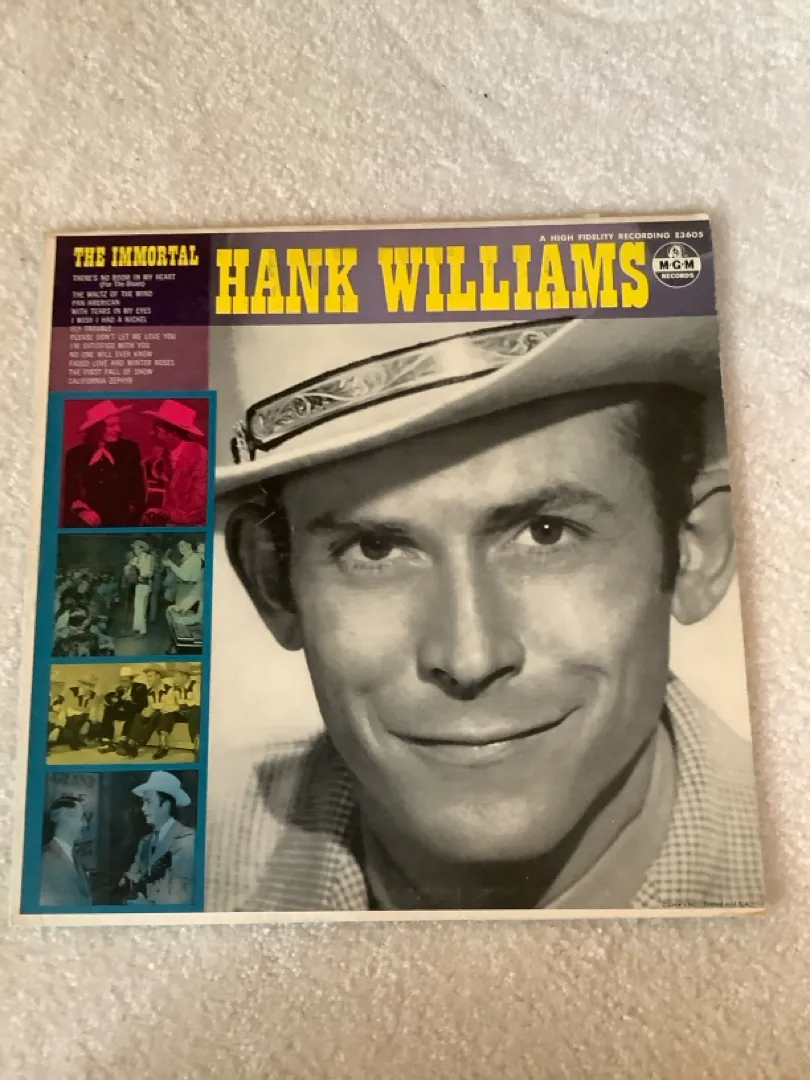 A HIGH FIDELITY RECORDING E3605
THE IMMORTAL
HANK WILLIAMS
M-G-M
RECORDS
THERE'S NO ROOM IN MY HEART
(For The Blues)
THE WALTZ OF THE WIND
PAN AMERICAN
WITH TEARS IN MY EYES
I WISH I HAD A NICKEL
FLY TROUBLE
PLEASE DON'T LET ME LOVE YOU
I'M SATISFIED WITH YOU
NO ONE WILL EVER KNOW
FADED LOVE AND WINTER ROSES
THE FIRST FALL OF SNOW
CALIFORNIA ZEPHYR
Printed in U.S.A.